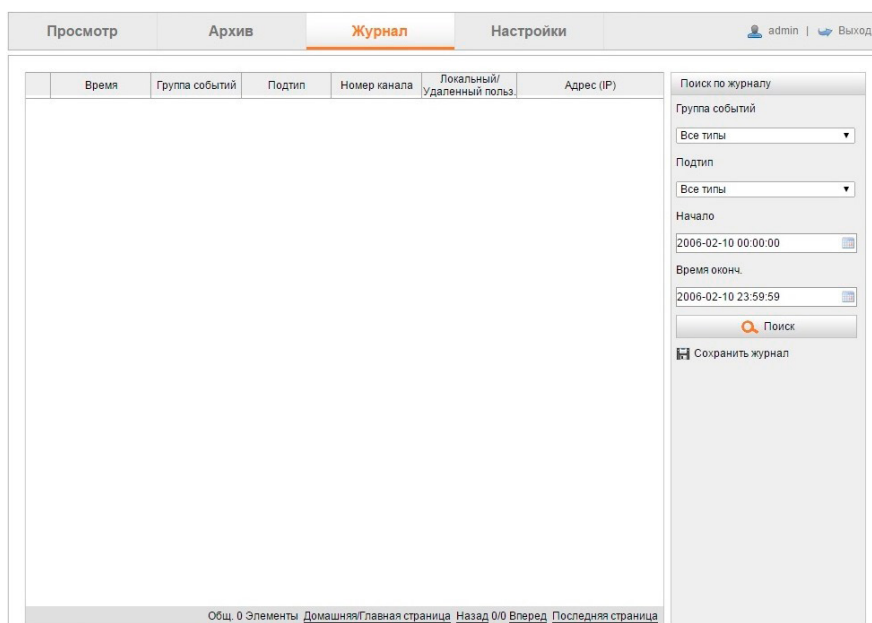 Просмотр Архив Журнал Настройки admin | Выход
Время Группа событий Подтип Номер канала Локальный/ Удаленный польз. Адрес (IP)
Поиск по журналу
Группа событий
Все типы
Подтип
Все типы
Начало
2006-02-10 00:00:00
Время оконч.
2006-02-10 23:59:59
Поиск
Сохранить журнал
Общ. 0 Элементы Домашняя/Главная страница Назад 0/0 Вперед Последняя страница